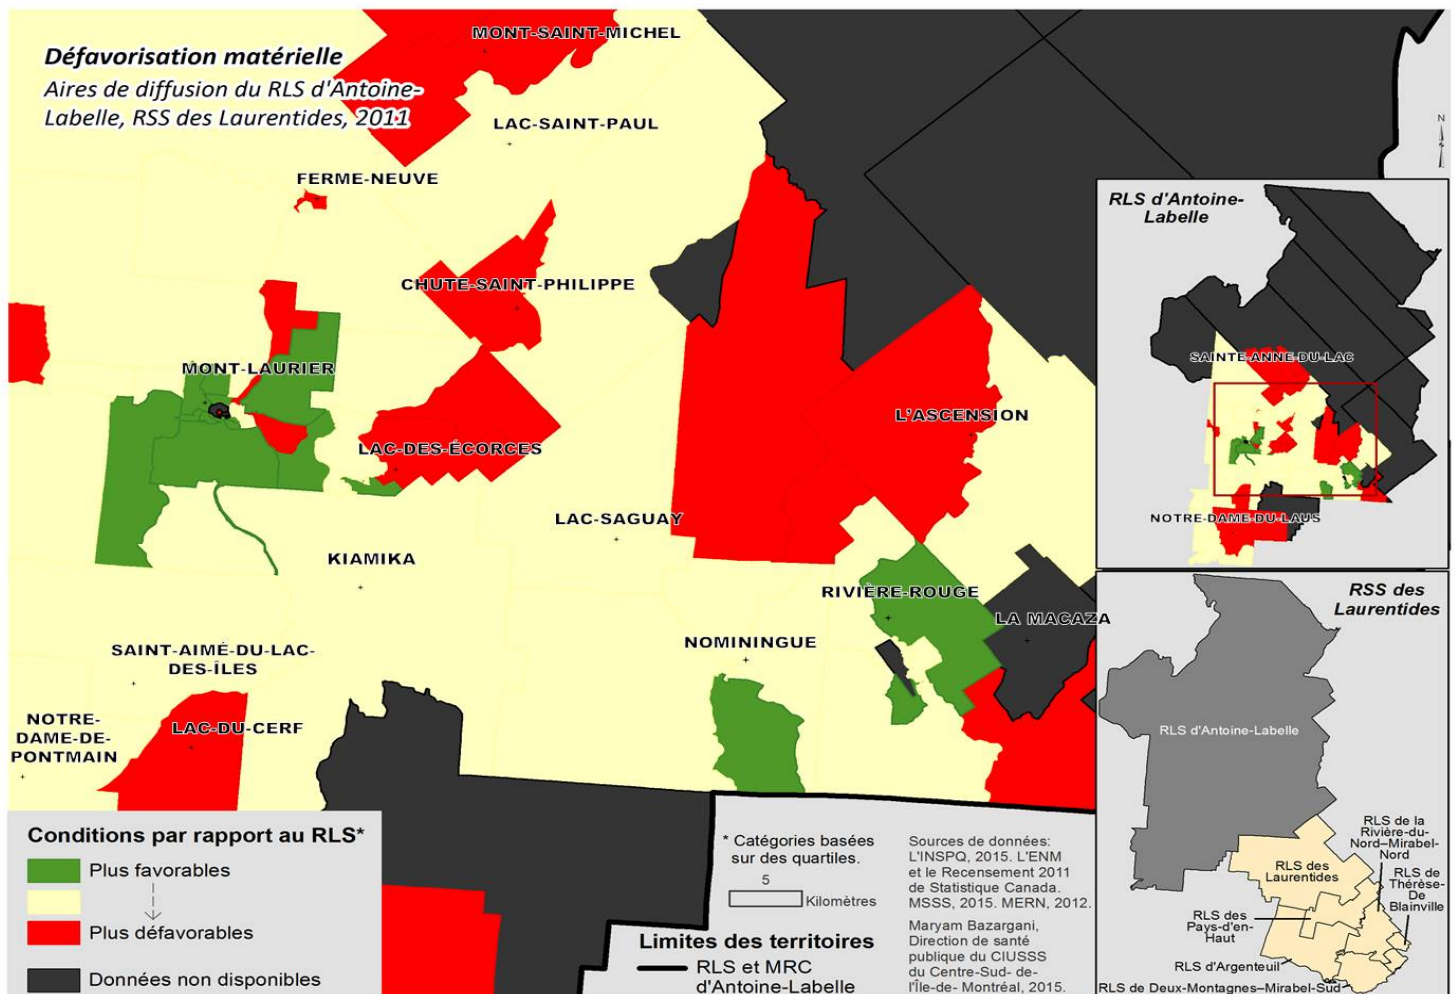 Défavorisation matérielle
Aires de diffusion du RLS d'Antoine-
Labelle, RSS des Laurentides, 2011
MONT-SAINT-MICHEL
LAC-SAINT-PAUL
FERME-NEUVE
CHUTE-SAINT-PHILIPPE
MONT-LAURIER
L'ASCENSION
LAC-DES-ÉCORCES
LAC-SAGUAY
KIAMIKA
RIVIÈRE-ROUGE
LA MACAZA
NOMININGUE
SAINT-AIMÉ-DU-LAC-
DES-ÎLES
NOTRE-
DAME-DE-
PONTMAIN
LAC-DU-CERF
N
S
RLS d'Antoine-
Labelle
SAINTE-ANNE-DU-LAC
NOTRE-DAME-DU-LAUS
RSS des
Laurentides
RLS d'Antoine-Labelle
RLS de la
Rivière-du-
Nord–Mirabel-
Nord
RLS des
Laurentides
RLS de
Thérèse-
De
Blainville
RLS des
Pays-d'en-
Haut
RLS d'Argenteuil
RLS de Deux-Montagnes–Mirabel-Sud
Conditions par rapport au RLS*
Plus favorables
Plus défavorables
Données non disponibles
* Catégories basées
sur des quartiles.
5
Kilomètres
Limites des territoires
RLS et MRC
d'Antoine-Labelle
Sources de données:
L'INSPQ, 2015. L'ENM
et le Recensement 2011
de Statistique Canada.
MSSS, 2015. MERN, 2012.
Maryam Bazargani,
Direction de santé
publique du CIUSSS
du Centre-Sud- de-
l'Île-de- Montréal, 2015.